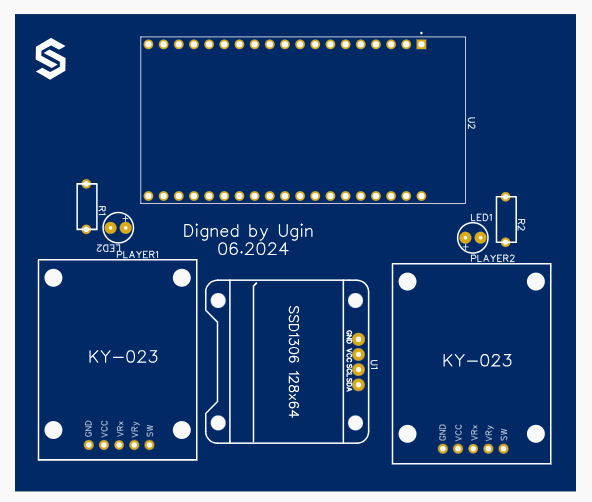 U2
R1
LED2
PLAYER1
Digned by Ugin
06.2024
LED1
R2
PLAYER2
KY-023
GND VCC VRx VRy SW
SSD1306 128x64
GND VCC SCL SDA
U1
KY-023
GND VCC VRx VRy SW